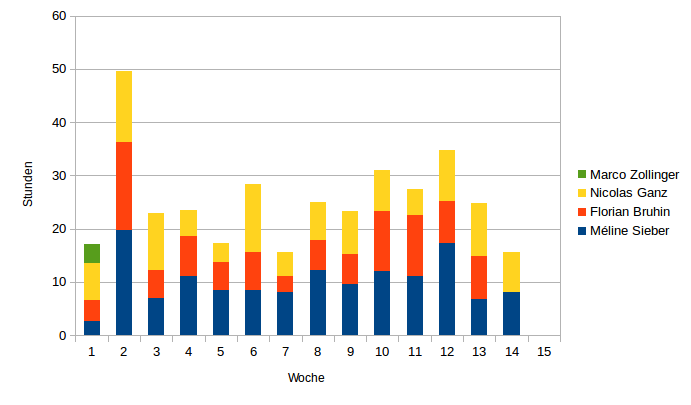 60
50
40
30
20
10
0
Stunden
1 2 3 4 5 6 7 8 9 10 11 12 13 14 15
Woche
Marco Zollinger
Nicolas Ganz
Florian Bruhin
Méline Sieber